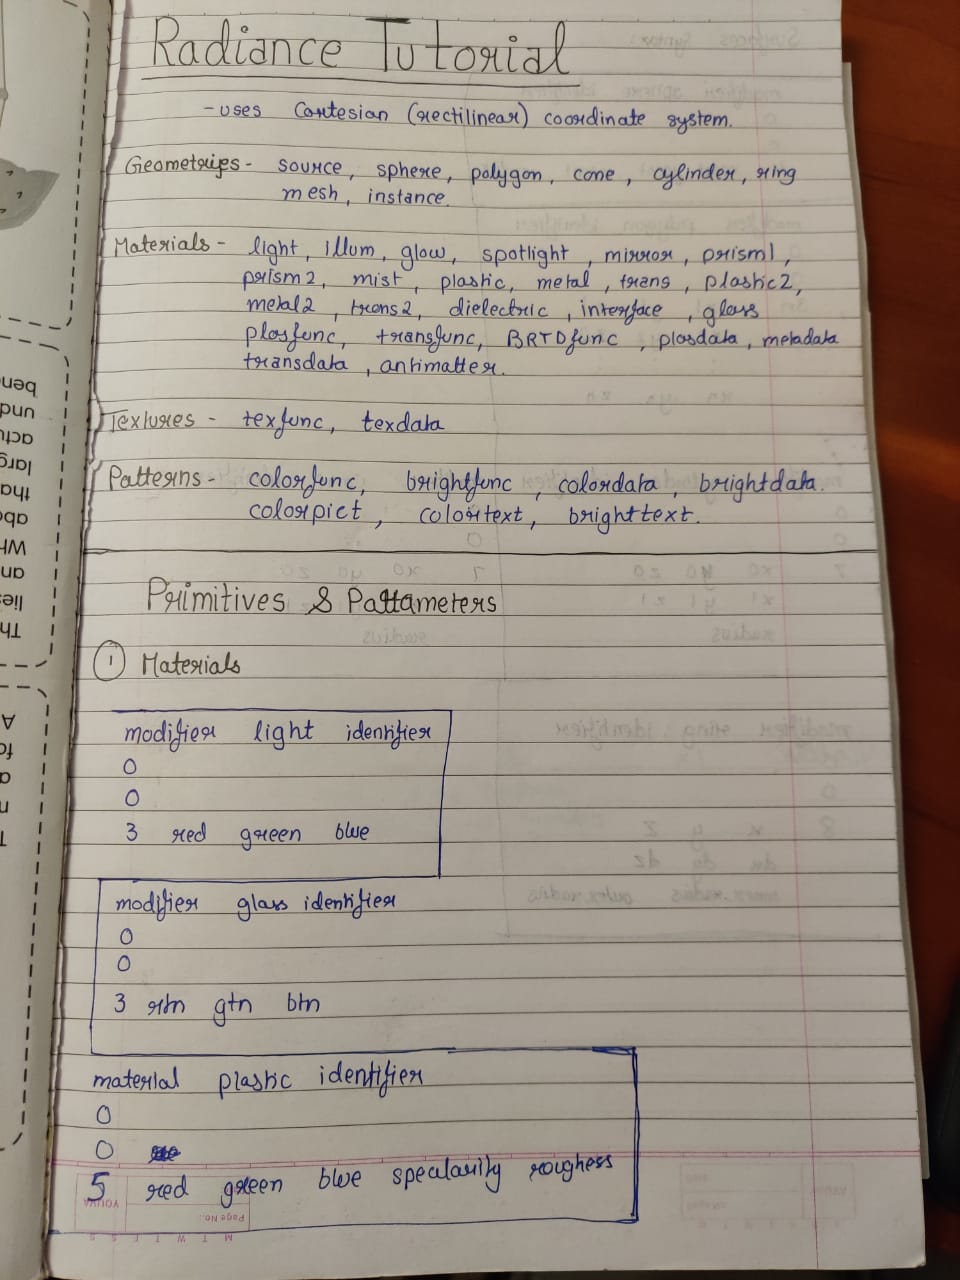 Radiance Tutorial
- uses Cartesian (rectilinear) coordinate system.
Geometries - source, sphere, polygon, cone, cylinder, ring
mesh, instance.
Materials - light, illum, glow, spotlight, mirror, prism1,
prism2, mist, plastic, metal, trans, plastic2,
metal2, trans2, dielectric, interface, glass
plasfunc, transfunc, BRTDfunc, plasdata, metadata
transdata, antimatter.
Textures - texfunc, texdata
Patterns - colorfunc, brightfunc, colordata, brightdata.
colorpict, colortext, brighttext.
Primitives & Parameters
1 Materials
modifier light identifier
0
0
3 red green blue
modifier glass identifier
0
0
3 rtn gtn btn
material plastic identifier
0
0
5 red green blue specularity roughess
YOUVA
Page No.:
M T W T F S S